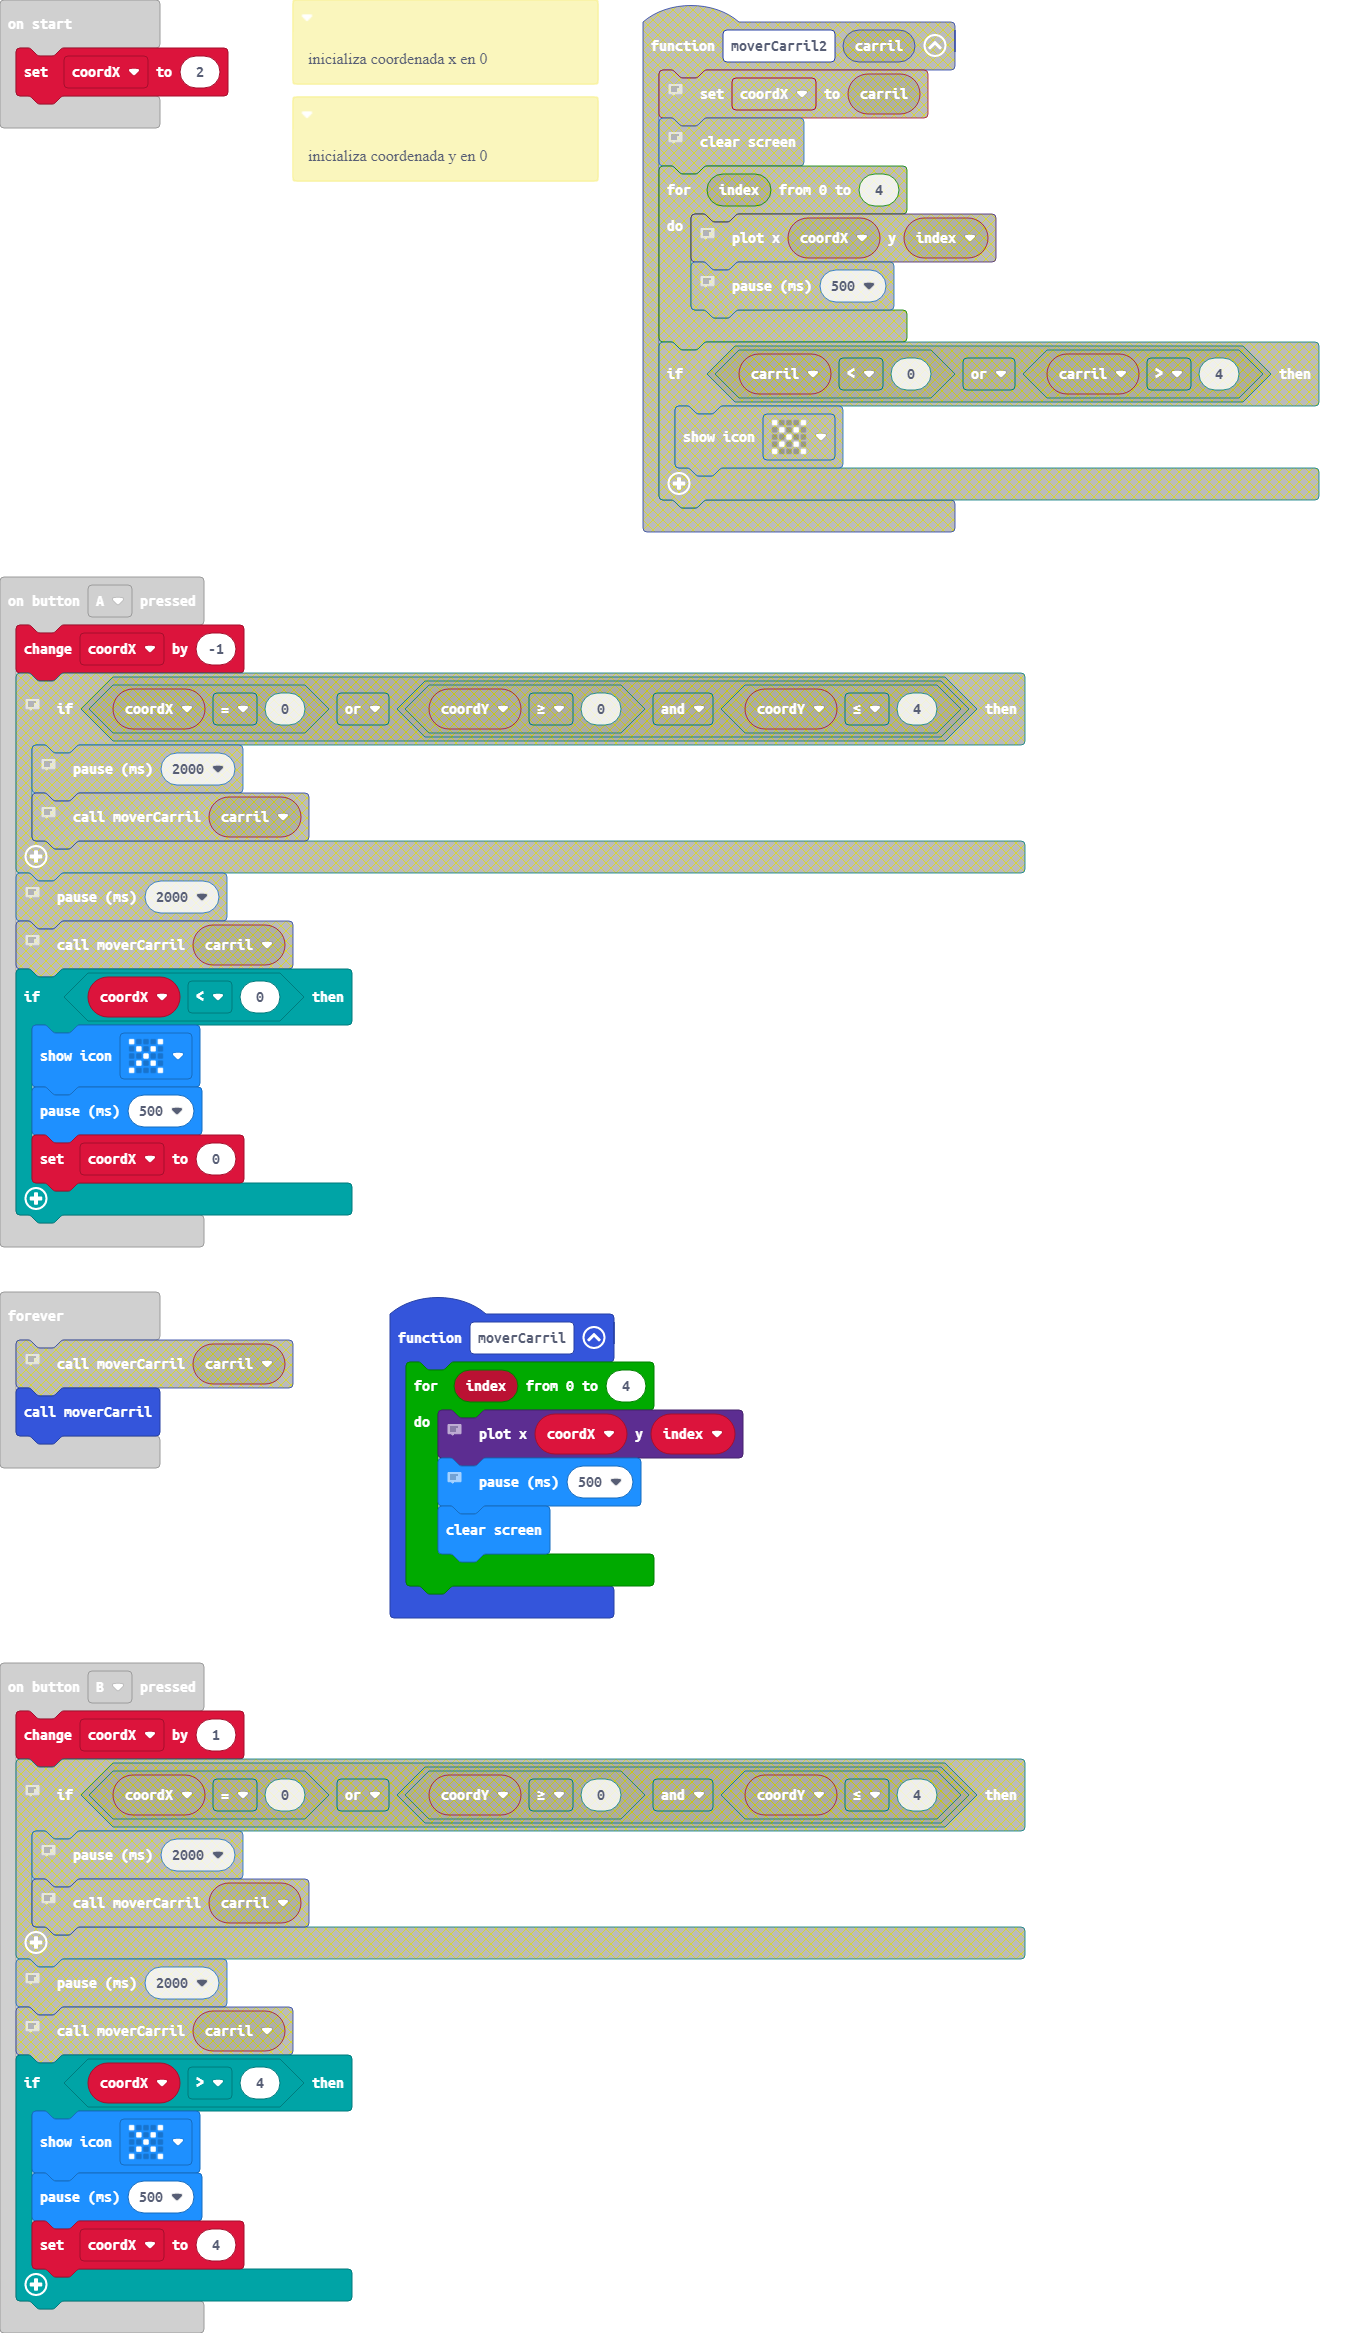 on start
set coordX to 2
inicializa coordenada x en 0
inicializa coordenada y en 0
function moverCarril2 carril
set coordX to carril
clear screen
for index from 0 to 4
do
plot x coordX y index
pause (ms) 500
if carril < 0 or carril > 4 then
show icon
on button A pressed
change coordX by -1
if coordX = 0 or coordY ≥ 0 and coordY ≤ 4 then
pause (ms) 2000
call moverCarril carril
pause (ms) 2000
call moverCarril carril
if coordX < 0 then
show icon
pause (ms) 500
set coordX to 0
forever
call moverCarril carril
call moverCarril
function moverCarril
for index from 0 to 4
do
plot x coordX y index
pause (ms) 500
clear screen
on button B pressed
change coordX by 1
if coordX = 0 or coordY ≥ 0 and coordY ≤ 4 then
pause (ms) 2000
call moverCarril carril
pause (ms) 2000
call moverCarril carril
if coordX > 4 then
show icon
pause (ms) 500
set coordX to 4